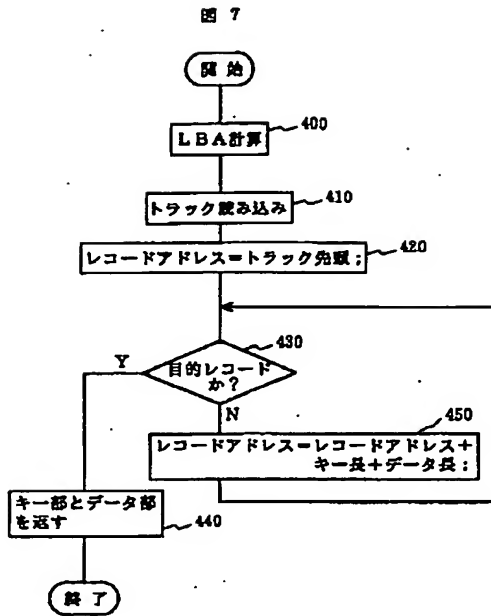 図 7
開 始
400
LBA計算
410
トラック読み込み
420
レコードアドレス=トラック先頭;
430
Y
目的レコード
か?
N
450
レコードアドレス=レコードアドレス+
キー長+データ長;
キー部とデータ部
を返す
440
終 了